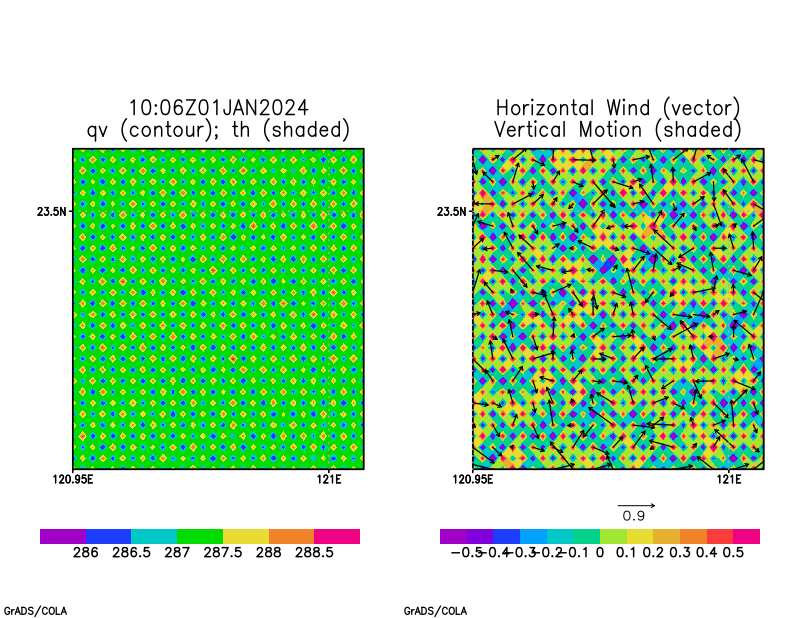 10:06Z01JAN2024
qv (contour); th (shaded)
23.5N
120.95E
121E
286 286.5 287 287.5 288 288.5
GrADS/COLA
Horizontal Wind (vector)
Vertical Motion (shaded)
23.5N
120.95E
121E
0.9
-0.5 -0.4 -0.3 -0.2 -0.1 0 0.1 0.2 0.3 0.4 0.5
GrADS/COLA